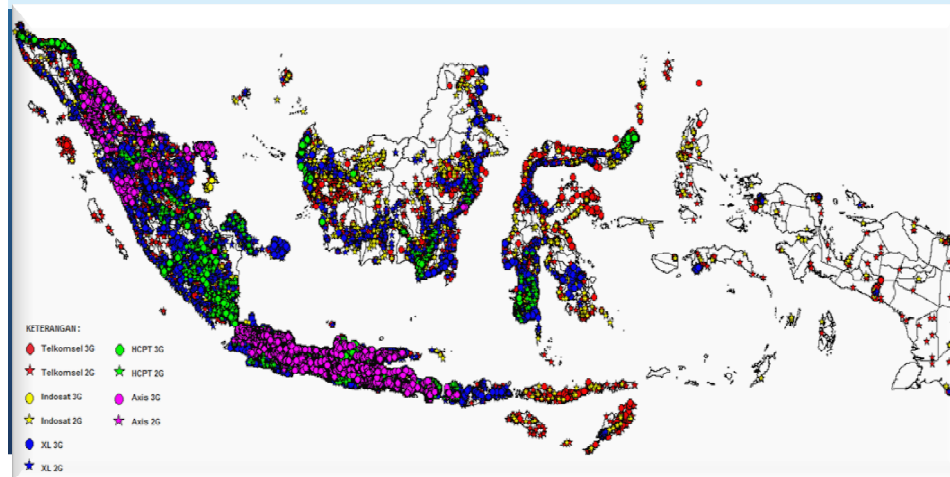 KETERANGAN :
Telkomsel 3G
HCPT 3G
Telkomsel 2G
HCPT 2G
Indosat 3G
Axis 3G
Indosat 2G
Axis 2G
XL 3G
XL 2G